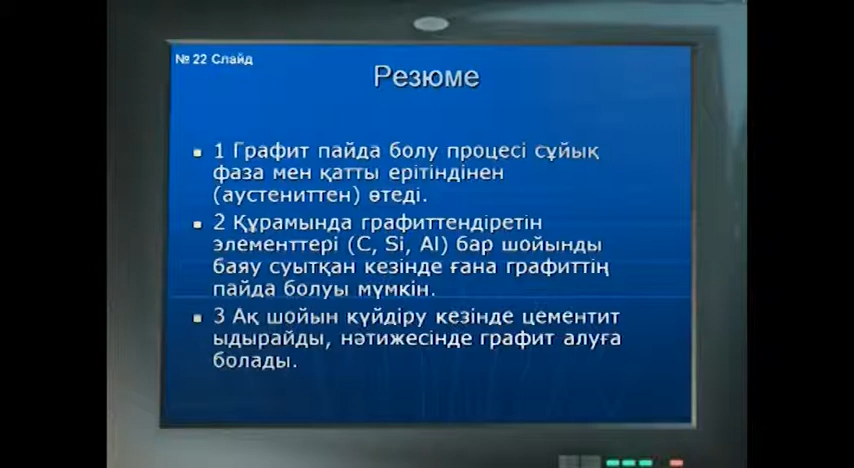 № 22 Слайд
Резюме
1 Графит пайда болу процесі сұйық
фаза мен қатты ерітіндінен
(аустениттен) өтеді.
2 Құрамында графиттендіретін
элементтері (C, Si, Al) бар шойынды
баяу суытқан кезінде ғана графиттің
пайда болуы мүмкін.
3 Ақ шойын күйдіру кезінде цементит
ыдырайды, нәтижесінде графит алуға
болады.